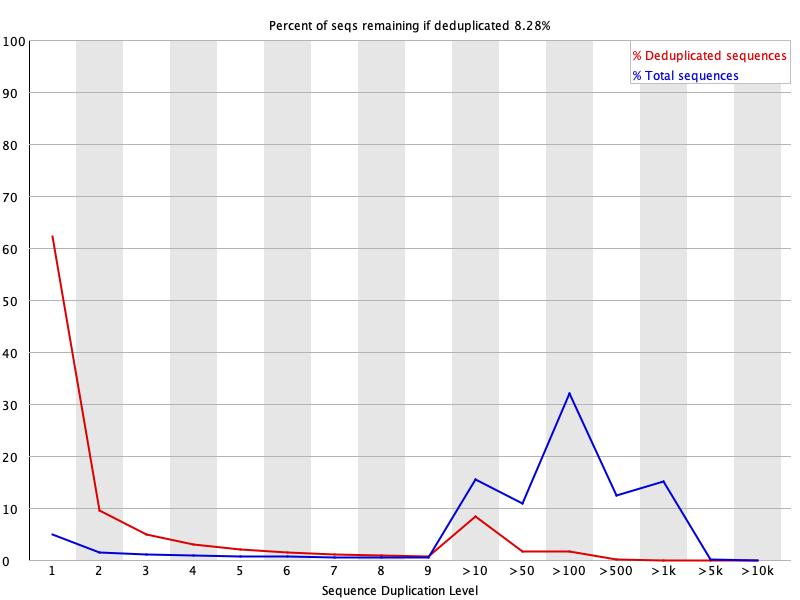 Percent of seqs remaining if deduplicated 8.28%
% Deduplicated sequences
% Total sequences
100
90
80
70
60
50
40
30
20
10
0
1 2 3 4 5 6 7 8 9 >10 >50 >100 >500 >1k >5k >10k
Sequence Duplication Level